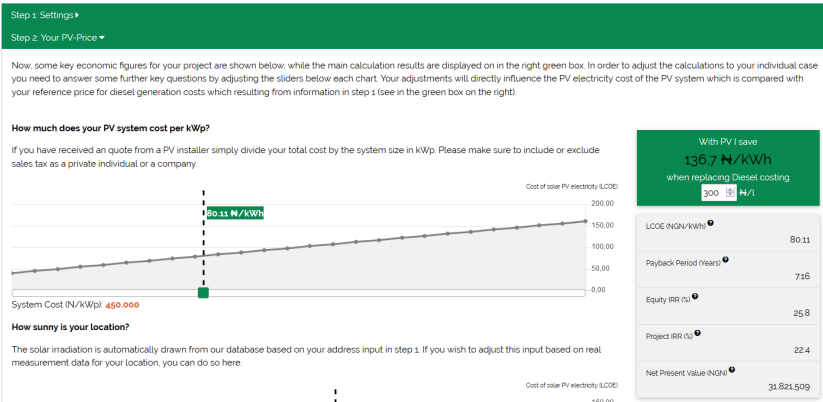 Step 1: Settings
Step 2: Your PV-Price
Now, some key economic figures for your project are shown below, while the main calculation results are displayed on in the right green box. In order to adjust the calculations to your individual case
you need to answer some further key questions by adjusting the sliders below each chart. Your adjustments will directly influence the PV electricity cost of the PV system which is compared with
your reference price for diesel generation costs which resulting from information in step 1 (see in the green box on the right).
How much does your PV system cost per kWp?
If you have received an quote from a PV installer simply divide your total cost by the system size in kWp. Please make sure to include or exclude
sales tax as a private individual or a company.
Cost of solar PV electricity (LCOE)
80.11 ₦/kWh
200,00
150,00
100,00
50,00
0,00
System Cost (N/kWp): 450.000
How sunny is your location?
The solar irradiation is automatically drawn from our database based on your address input in step 1. If you wish to adjust this input based on real
measurement data for your location, you can do so here.
Cost of solar PV electricity (LCOE)
160,00
With PV I save
136,7 ₦/kWh
when replacing Diesel costing
300 ₦/l
LCOE (NGN/kWh) ?
80.11
Payback Period (Years) ?
7.16
Equity IRR (%) ?
25.8
Project IRR (%) ?
22.4
Net Present Value (NGN) ?
31.821.509